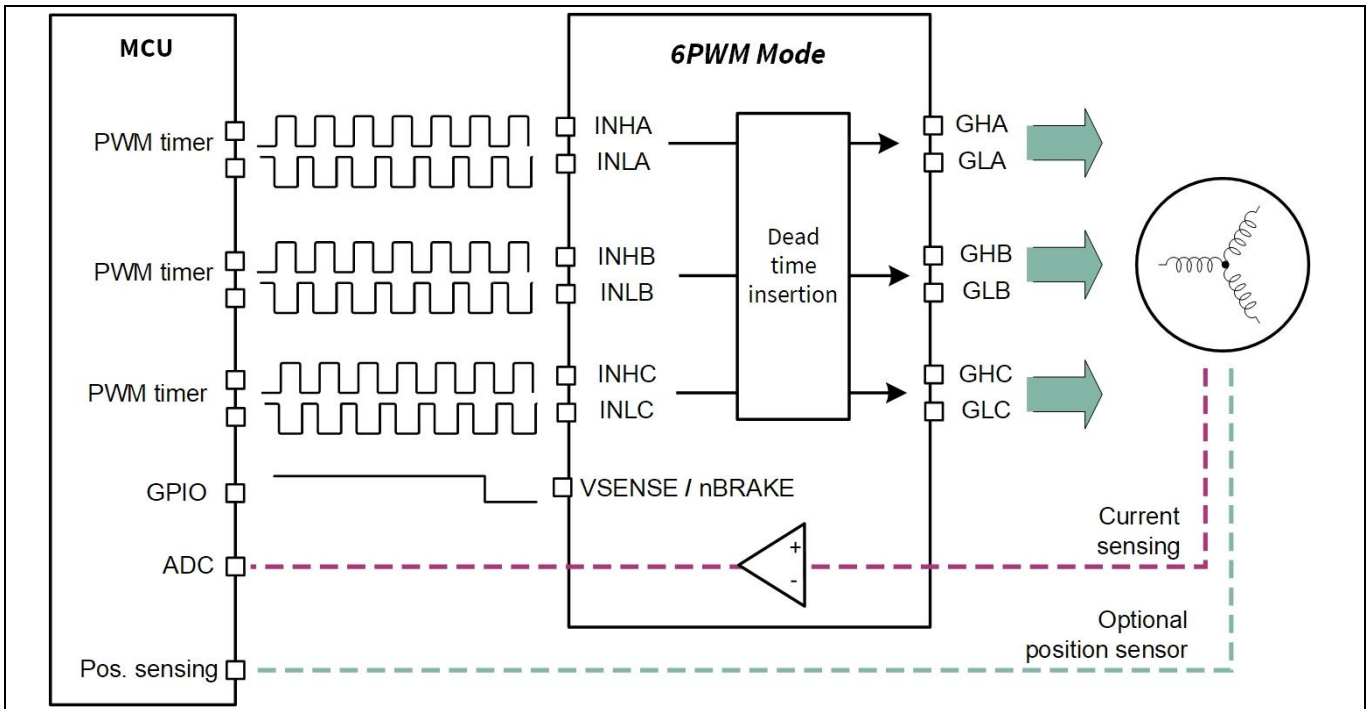 MCU
6PWM Mode
PWM timer
INHA
INLA
GHA
GLA
PWM timer
INHB
INLB
Dead
time
insertion
GHB
GLB
PWM timer
INHC
INLC
GHC
GLC
GPIO
VSENSE / nBRAKE
ADC
+
-
Current
sensing
Optional
position sensor
Pos. sensing